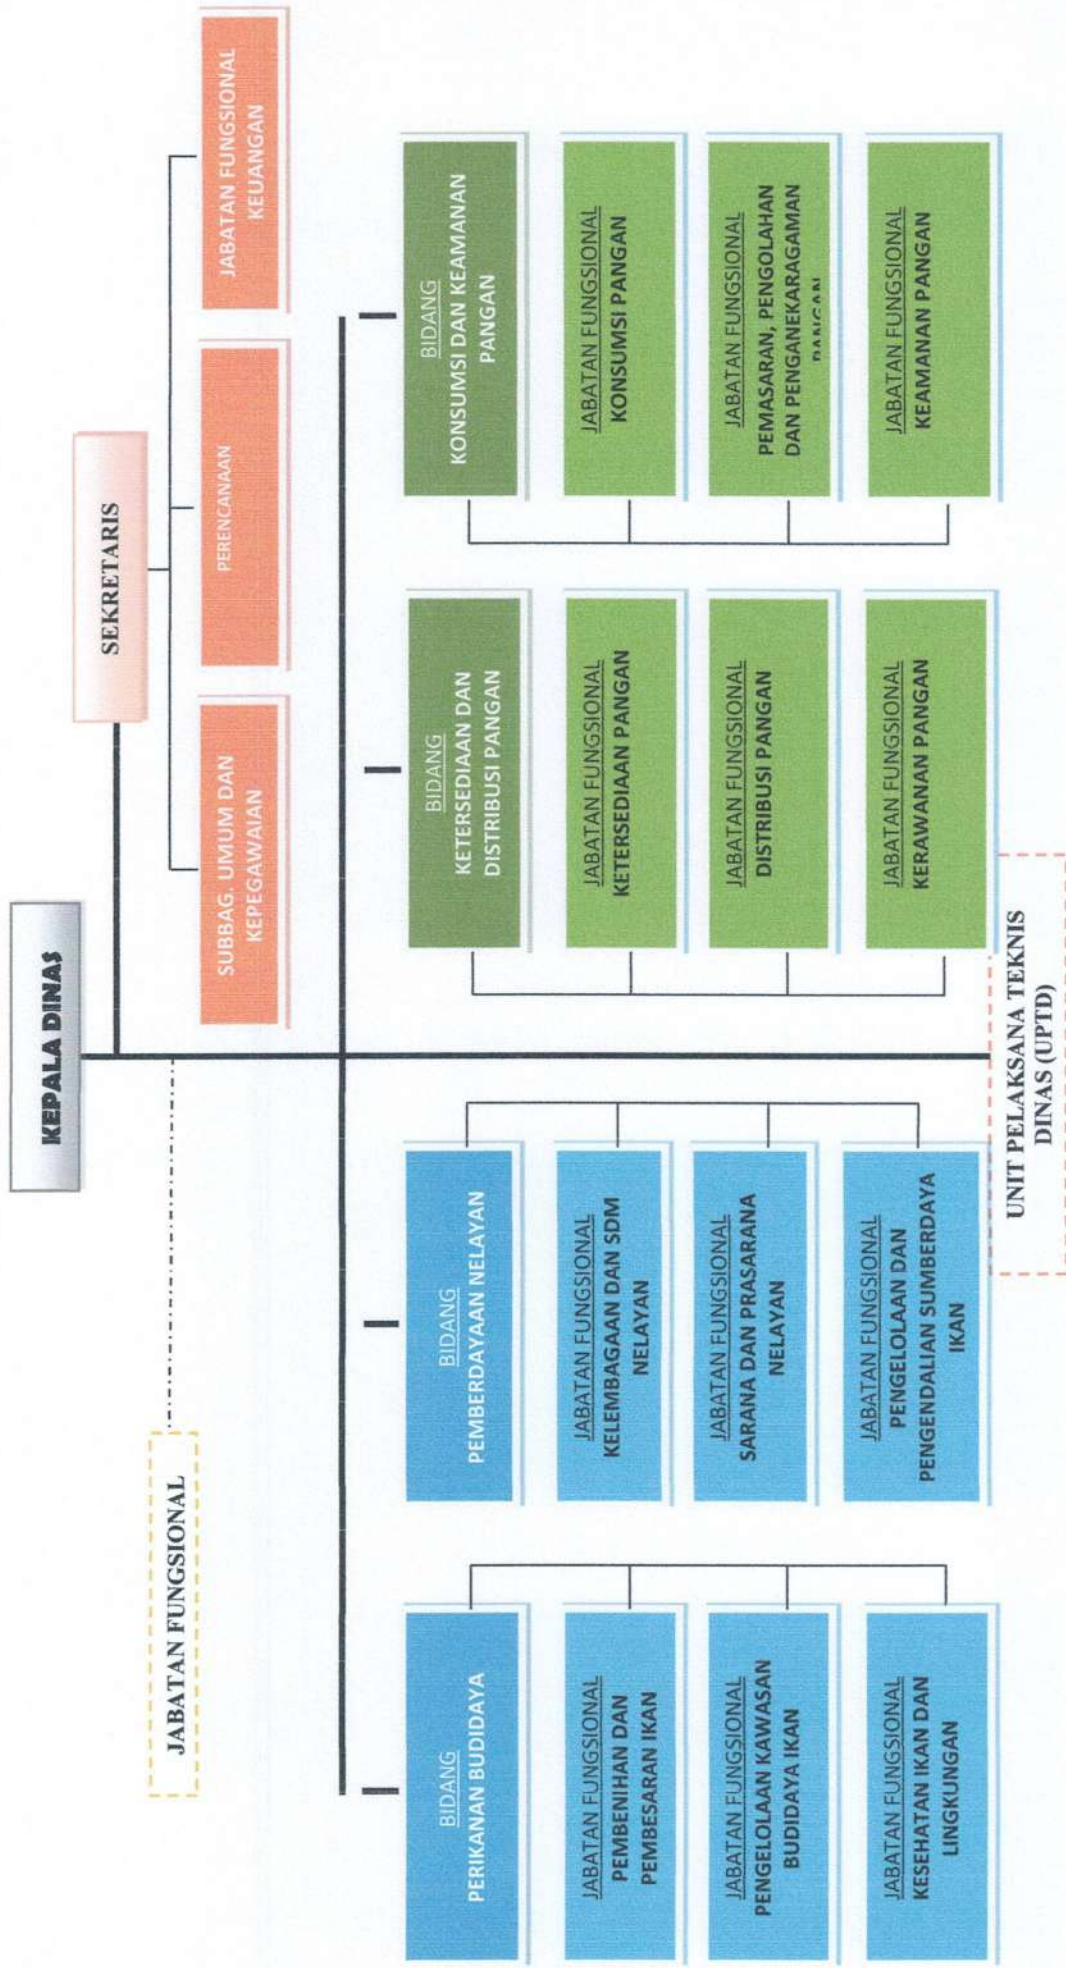 KEPALA DINAS
SEKRETARIS
JABATAN FUNGSIONAL
SUBBAG. UMUM DAN
KEPEGAWAIAN
PERENCANAAN
JABATAN FUNGSIONAL
KEUANGAN
BIDANG
PERIKANAN BUDIDAYA
JABATAN FUNGSIONAL
PEMBENIHAN DAN
PEMBESARAN IKAN
JABATAN FUNGSIONAL
PENGELOLAAN KAWASAN
BUDIDAYA IKAN
JABATAN FUNGSIONAL
KESEHATAN IKAN DAN
LINGKUNGAN
BIDANG
PEMBERDAYAAN NELAYAN
JABATAN FUNGSIONAL
KELEMBAGAAN DAN SDM
NELAYAN
JABATAN FUNGSIONAL
SARANA DAN PRASARANA
NELAYAN
JABATAN FUNGSIONAL
PENGELOLAAN DAN
PENGENDALIAN SUMBERDAYA
IKAN
BIDANG
KETERSEDIAAN DAN
DISTRIBUSI PANGAN
JABATAN FUNGSIONAL
KETERSEDIAAN PANGAN
JABATAN FUNGSIONAL
DISTRIBUSI PANGAN
JABATAN FUNGSIONAL
KERAWANAN PANGAN
BIDANG
KONSUMSI DAN KEAMANAN
PANGAN
JABATAN FUNGSIONAL
KONSUMSI PANGAN
JABATAN FUNGSIONAL
PEMASARAN, PENGOLAHAN
DAN PENGANEKARAGAMAN
PANGAN
JABATAN FUNGSIONAL
KEAMANAN PANGAN
UNIT PELAKSANA TEKNIS
DINAS (UPTD)